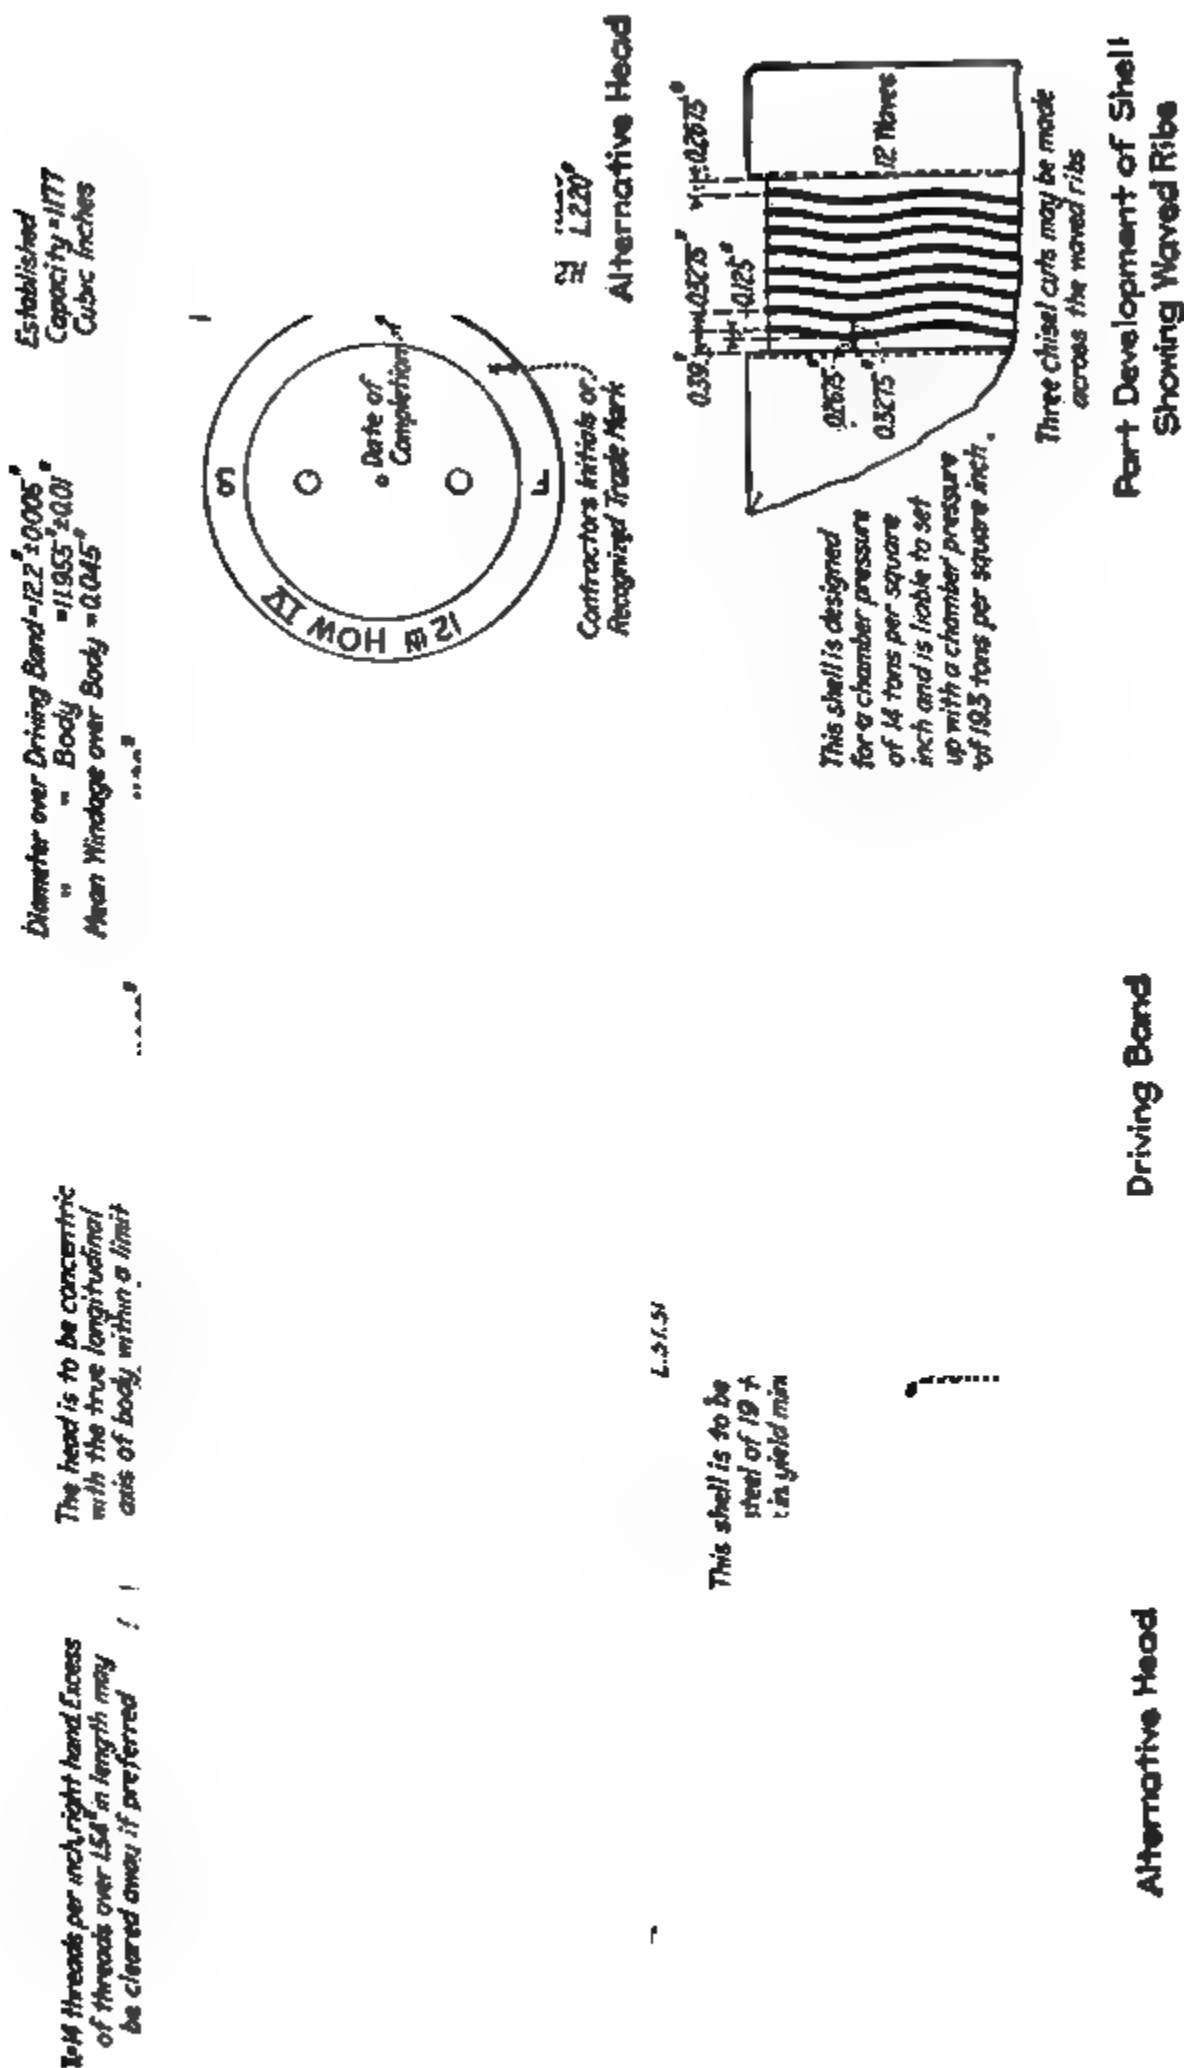 14 threads per inch, right hand. Excess
of threads over 1.54" in length may
be cleared away if preferred
The head is to be concentric
with the true longitudinal
axis of body within a limit
Diameter over Driving Band = 12.2" ±0.005"
" " Body = 11.955" ±0.01"
Mean Windage over Body = 0.045"
Established
Capacity = 1177
Cubic Inches
S
12 HOW IV
F
Date of
Completion
Contractors Initials or
Recognized Trade Mark
L.2.20"
Alternative Head
This shell is to be
steel of 19
yield min
This shell is designed
for a chamber pressure
of 14 tons per square
inch and is liable to set
up with a chamber pressure
of 19.5 tons per square inch.
0.39"
0.5275"
0.2675"
0.125"
0.2675"
0.5275"
12 Waves
Three chisel cuts may be made
across the waved ribs
Alternative Head
Driving Band
Part Development of Shell
Showing Waved Ribs